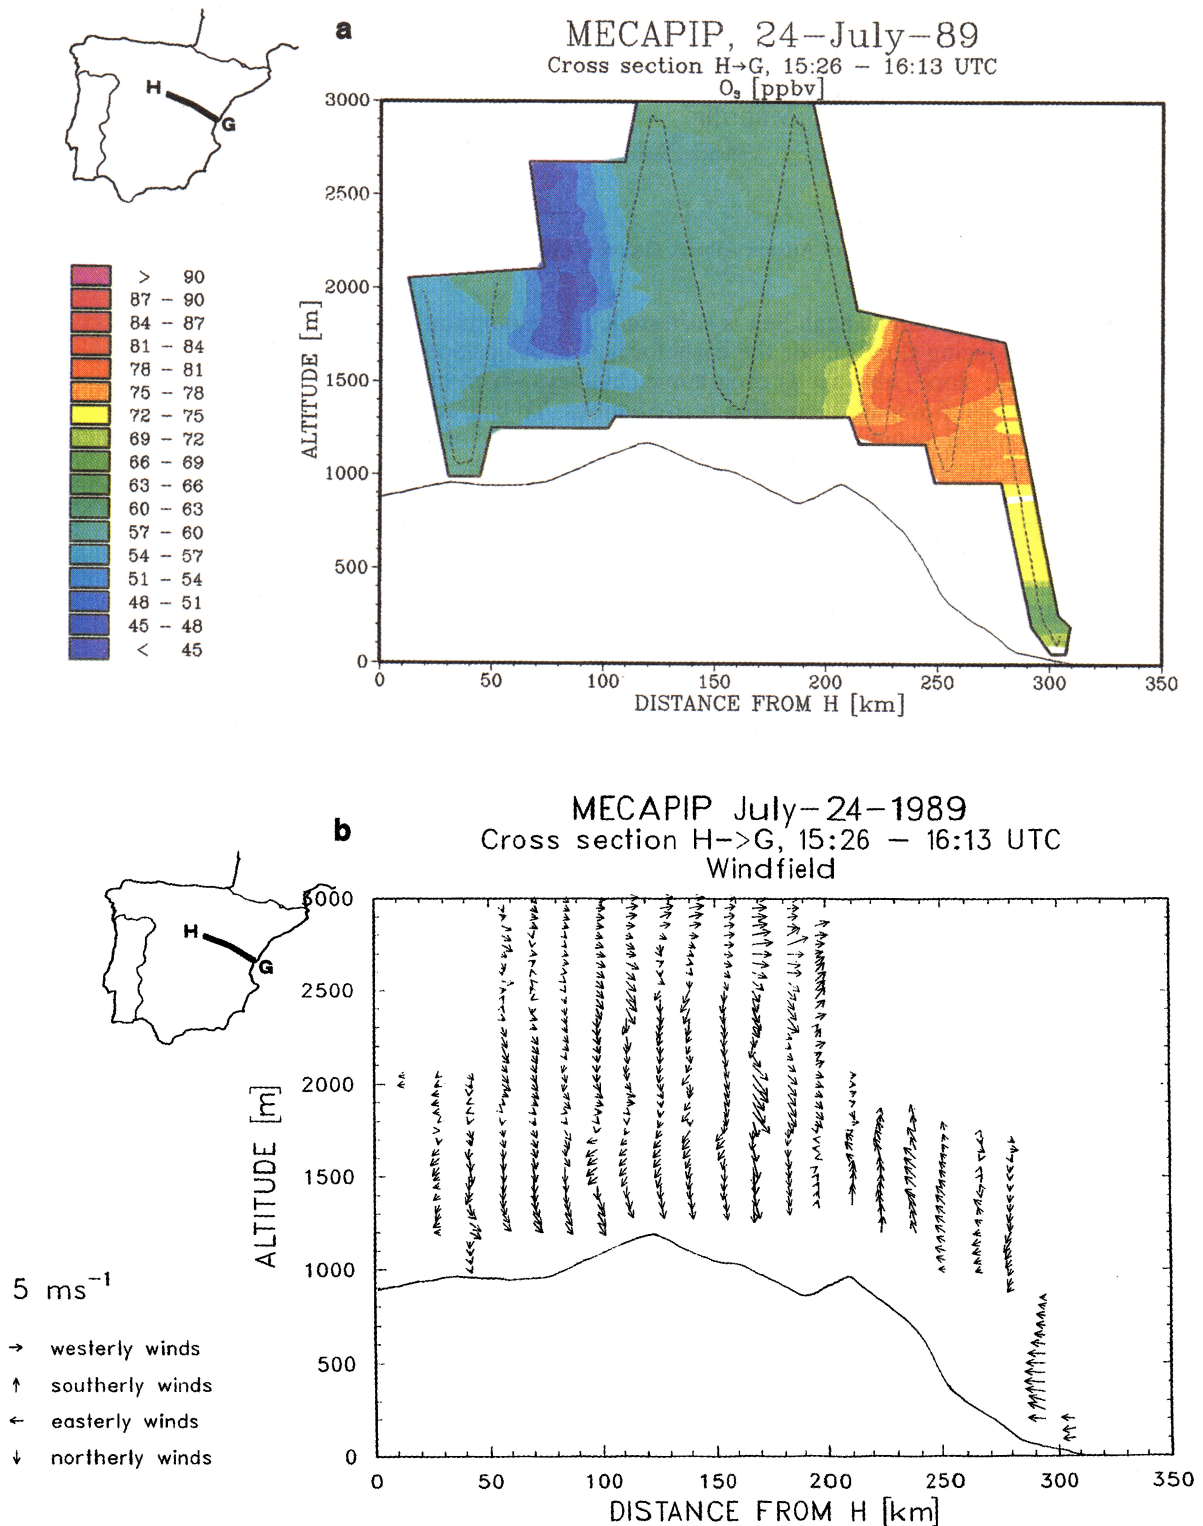 a
MECAPIP, 24-July-89
Cross section H→G, 15:26 - 16:13 UTC
O₃ [ppbv]
H
G
> 90
87 - 90
84 - 87
81 - 84
78 - 81
75 - 78
72 - 75
69 - 72
66 - 69
63 - 66
60 - 63
57 - 60
54 - 57
51 - 54
48 - 51
45 - 48
< 45
ALTITUDE [m]
3000
2500
2000
1500
1000
500
0
0 50 100 150 200 250 300 350
DISTANCE FROM H [km]
b
MECAPIP July-24-1989
Cross section H->G, 15:26 - 16:13 UTC
Windfield
H
G
5 ms⁻¹
→ westerly winds
↑ southerly winds
← easterly winds
↓ northerly winds
ALTITUDE [m]
3000
2500
2000
1500
1000
500
0
0 50 100 150 200 250 300 350
DISTANCE FROM H [km]